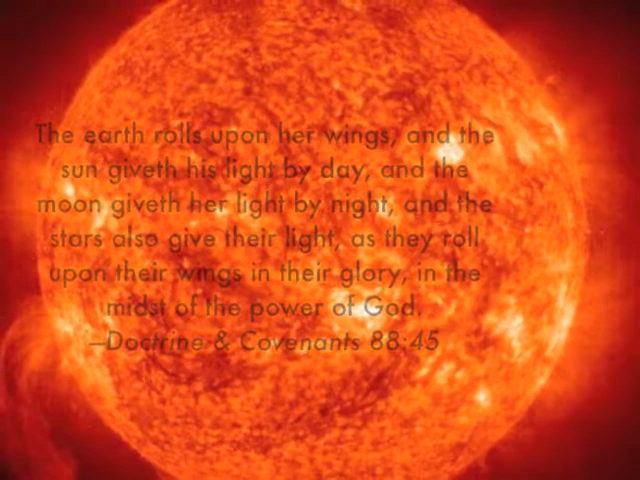 The earth rolls upon her wings, and the
sun giveth his light by day, and the
moon giveth her light by night, and the
stars also give their light, as they roll
upon their wings in their glory, in the
midst of the power of God.
—Doctrine & Covenants 88:45